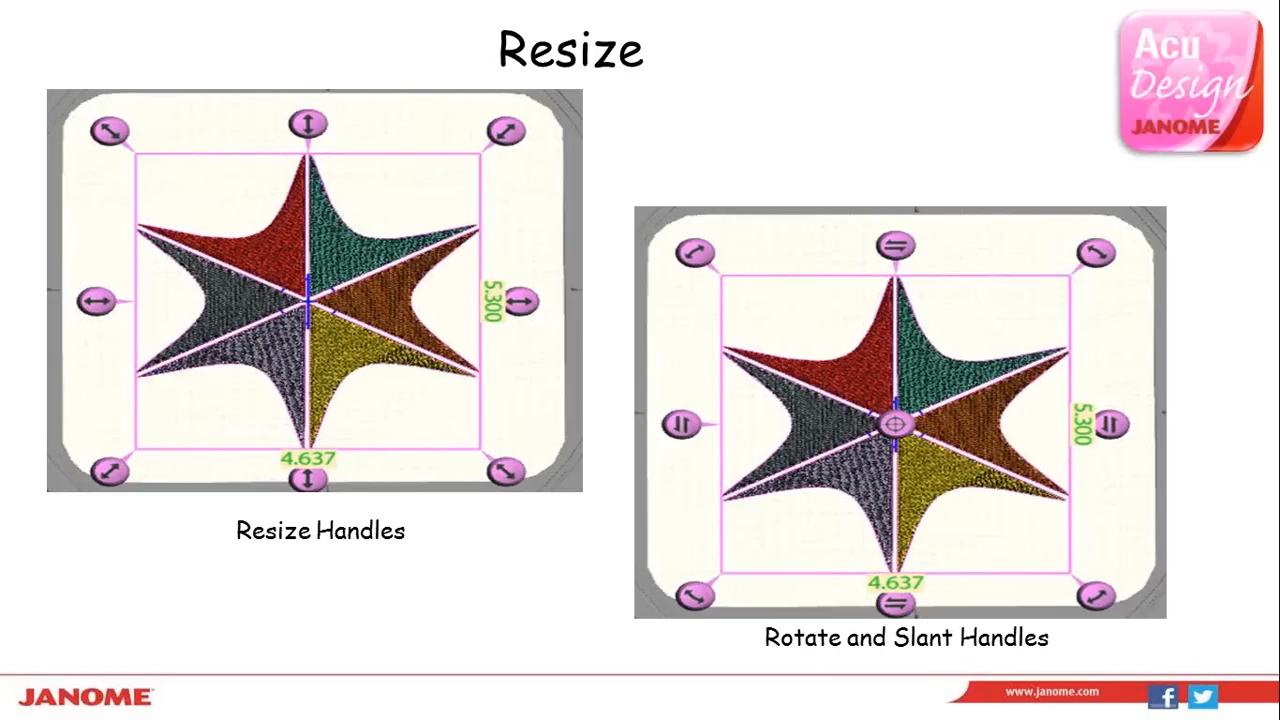 Resize
Acu
Design
JANOME
5.300
4.637
Resize Handles
5.300
4.637
Rotate and Slant Handles
JANOME
www.janome.com